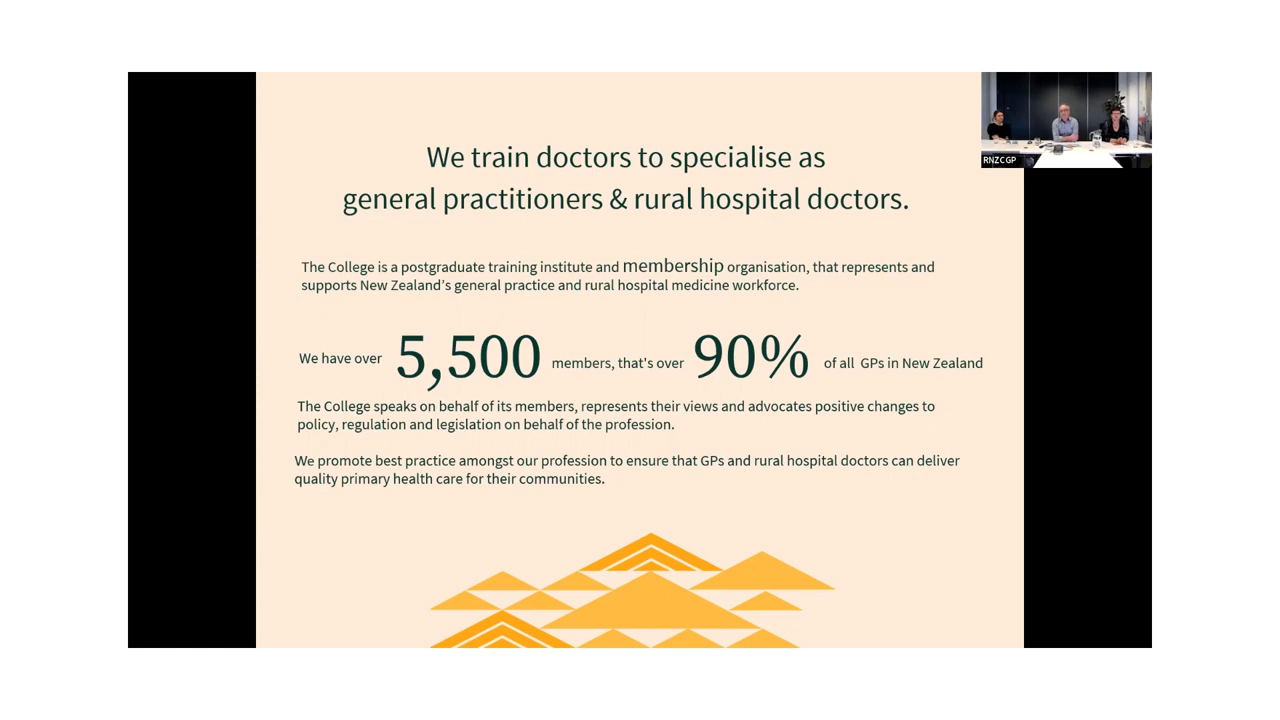 RNZCGP
We train doctors to specialise as
general practitioners & rural hospital doctors.
The College is a postgraduate training institute and membership organisation, that represents and
supports New Zealand's general practice and rural hospital medicine workforce.
We have over 5,500 members, that's over 90% of all GPs in New Zealand
The College speaks on behalf of its members, represents their views and advocates positive changes to
policy, regulation and legislation on behalf of the profession.
We promote best practice amongst our profession to ensure that GPs and rural hospital doctors can deliver
quality primary health care for their communities.